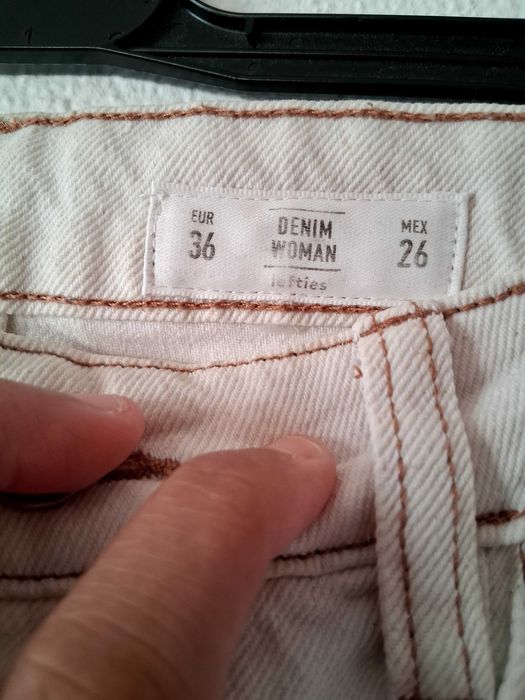 EUR
36
DENIM
WOMAN
lefties
MEX
26